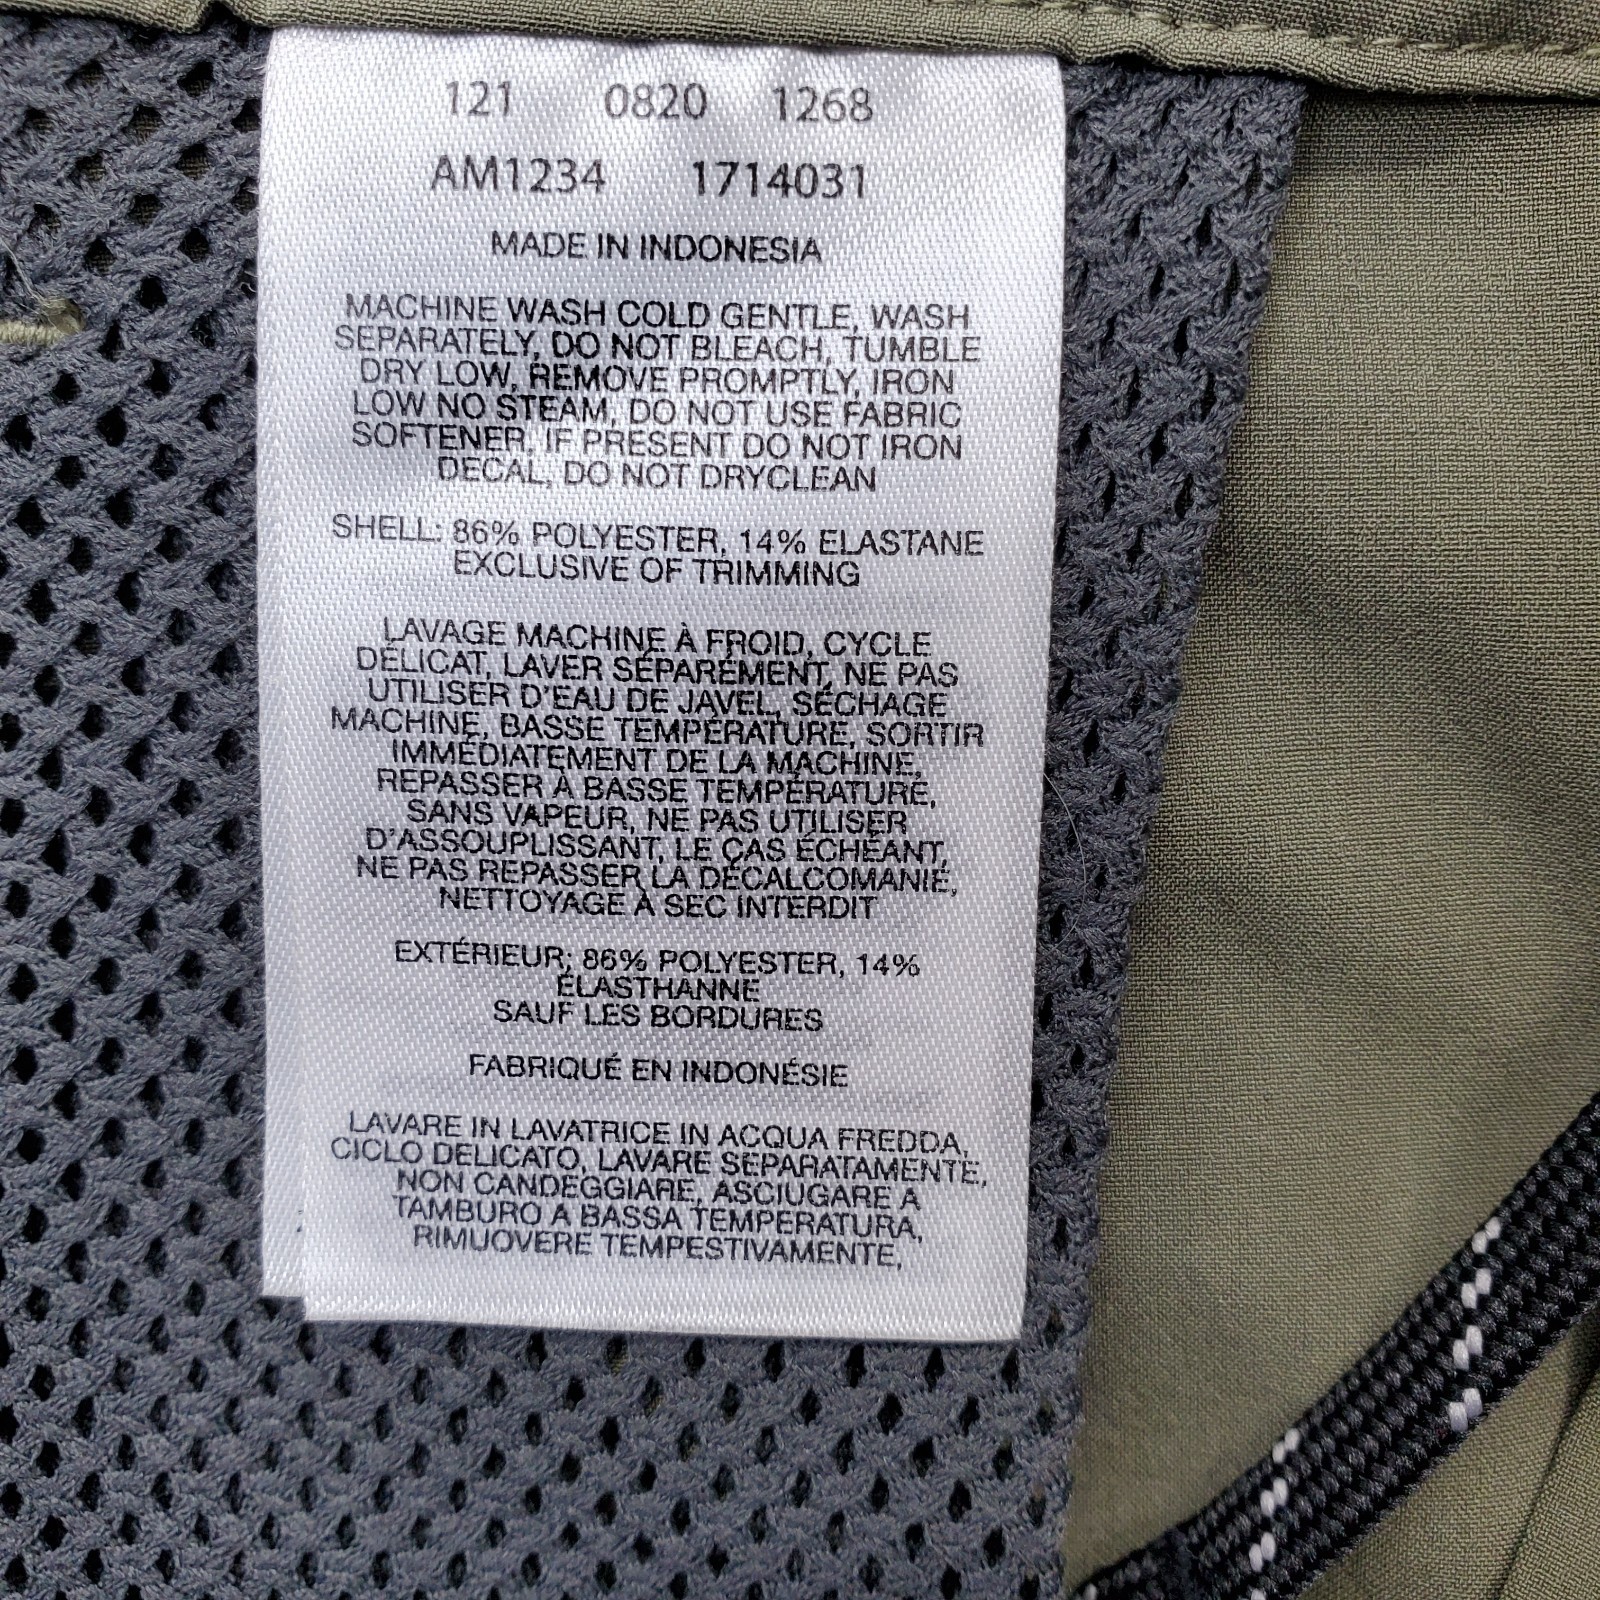 121 0820 1268
AM1234 1714031
MADE IN INDONESIA
MACHINE WASH COLD GENTLE, WASH
SEPARATELY, DO NOT BLEACH, TUMBLE
DRY LOW, REMOVE PROMPTLY, IRON
LOW NO STEAM, DO NOT USE FABRIC
SOFTENER, IF PRESENT DO NOT IRON
DECAL, DO NOT DRYCLEAN
SHELL: 86% POLYESTER, 14% ELASTANE
EXCLUSIVE OF TRIMMING
LAVAGE MACHINE À FROID, CYCLE
DÉLICAT, LAVER SÉPARÉMENT, NE PAS
UTILISER D'EAU DE JAVEL, SÉCHAGE
MACHINE, BASSE TEMPÉRATURE, SORTIR
IMMÉDIATEMENT DE LA MACHINE,
REPASSER À BASSE TEMPÉRATURE,
SANS VAPEUR, NE PAS UTILISER
D'ASSOUPLISSANT, LE CAS ÉCHÉANT,
NE PAS REPASSER LA DÉCALCOMANIE,
NETTOYAGE À SEC INTERDIT
EXTÉRIEUR; 86% POLYESTER, 14%
ÉLASTHANNE
SAUF LES BORDURES
FABRIQUÉ EN INDONÉSIE
LAVARE IN LAVATRICE IN ACQUA FREDDA,
CICLO DELICATO, LAVARE SEPARATAMENTE,
NON CANDEGGIARE, ASCIUGARE A
TAMBURO A BASSA TEMPERATURA,
RIMUOVERE TEMPESTIVAMENTE,